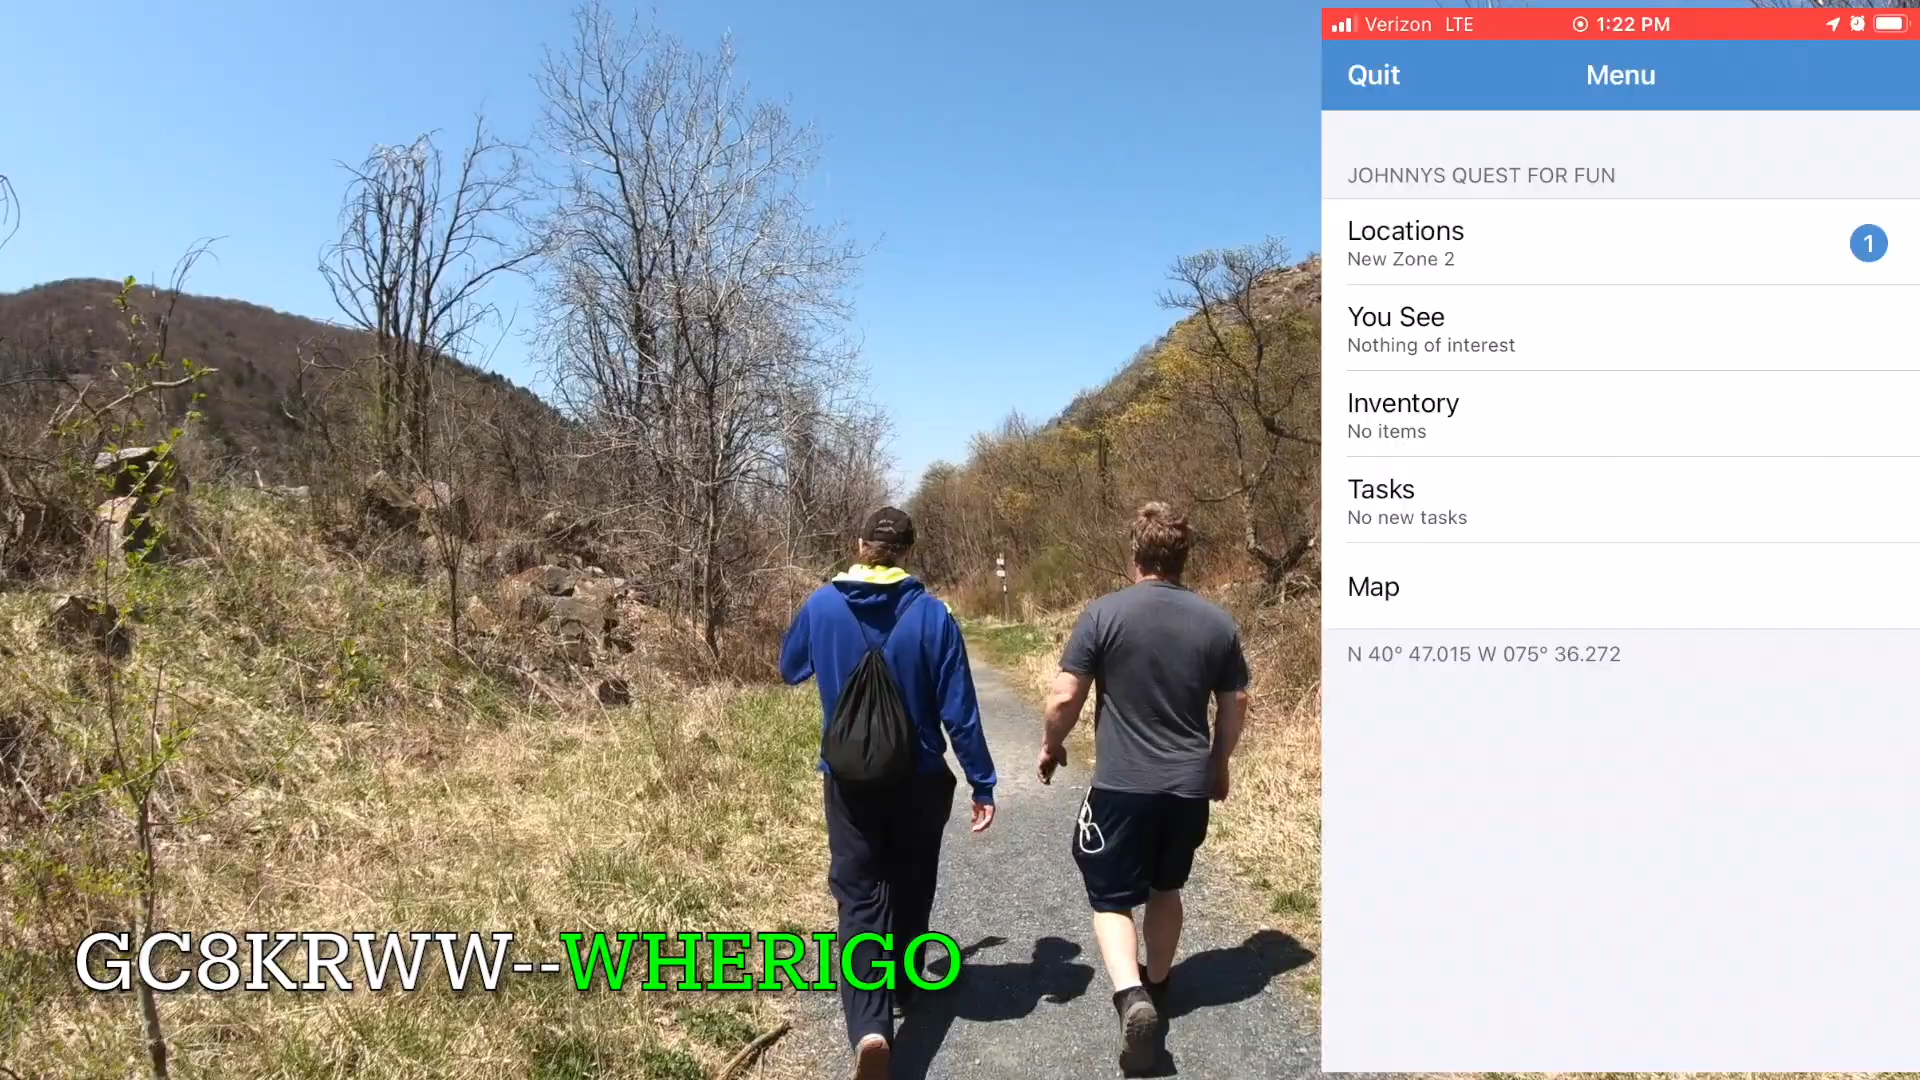 Verizon LTE 1:22 PM
Quit Menu
JOHNNYS QUEST FOR FUN
Locations
New Zone 2
1
You See
Nothing of interest
Inventory
No items
Tasks
No new tasks
Map
N 40° 47.015 W 075° 36.272
GC8KRWW--WHERIGO